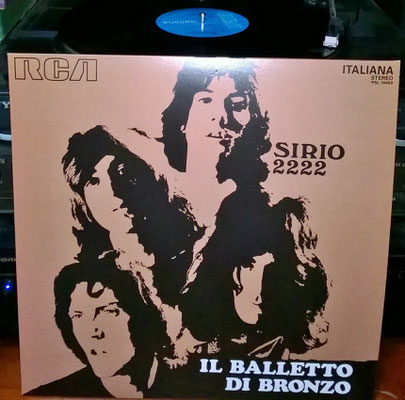 RCA
ITALIANA
STEREO
SIRIO
2222
IL BALLETTO
DI BRONZO